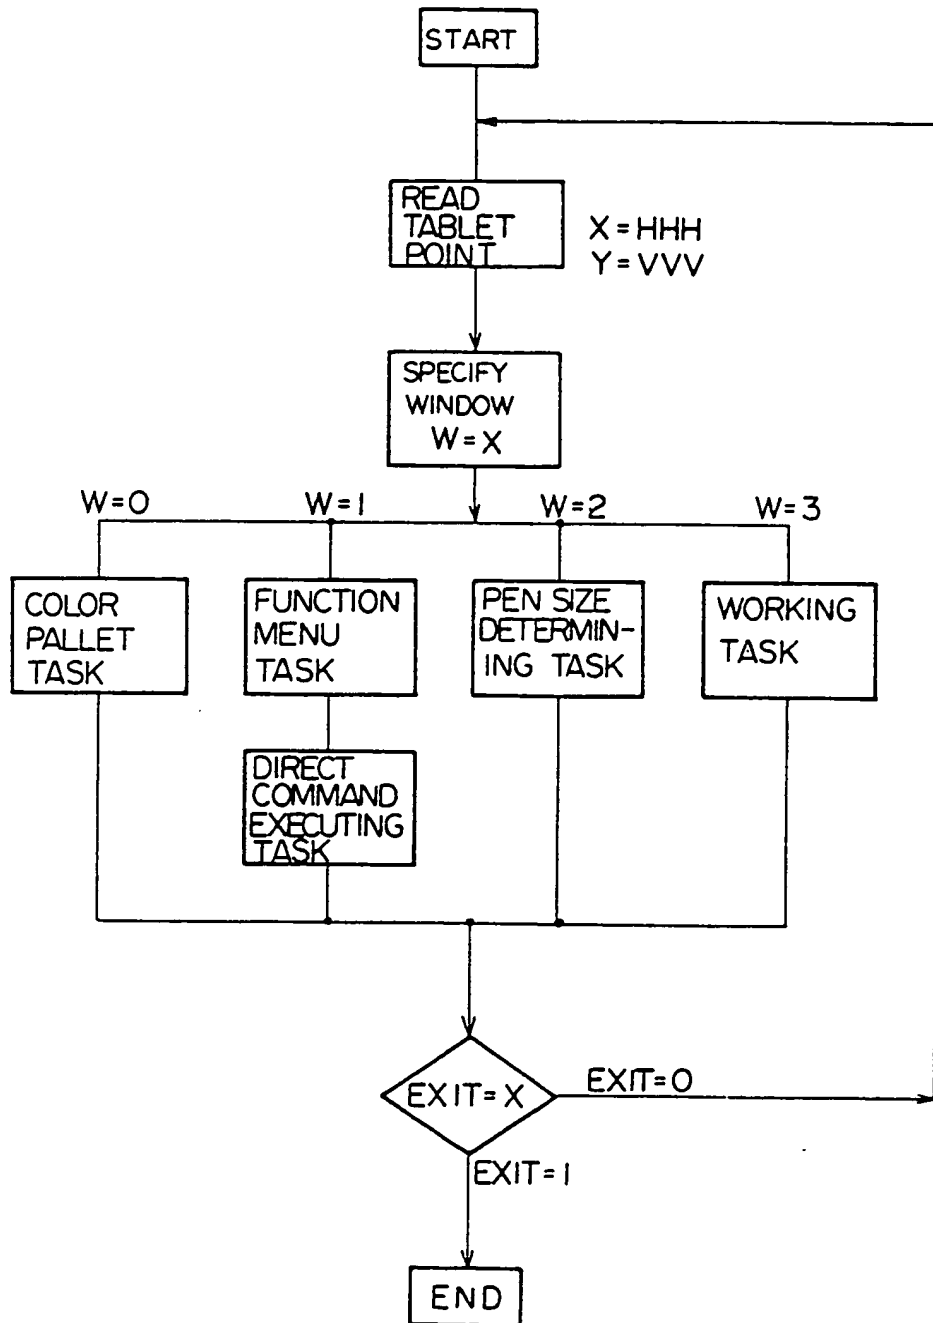 START
READ
TABLET
POINT
X=HHH
Y=VVV
SPECIFY
WINDOW
W=X
W=0
W=1
W=2
W=3
COLOR
PALLET
TASK
FUNCTION
MENU
TASK
PEN SIZE
DETERMIN-
ING TASK
WORKING
TASK
DIRECT
COMMAND
EXECUTING
TASK
EXIT=X
EXIT=0
EXIT=1
END